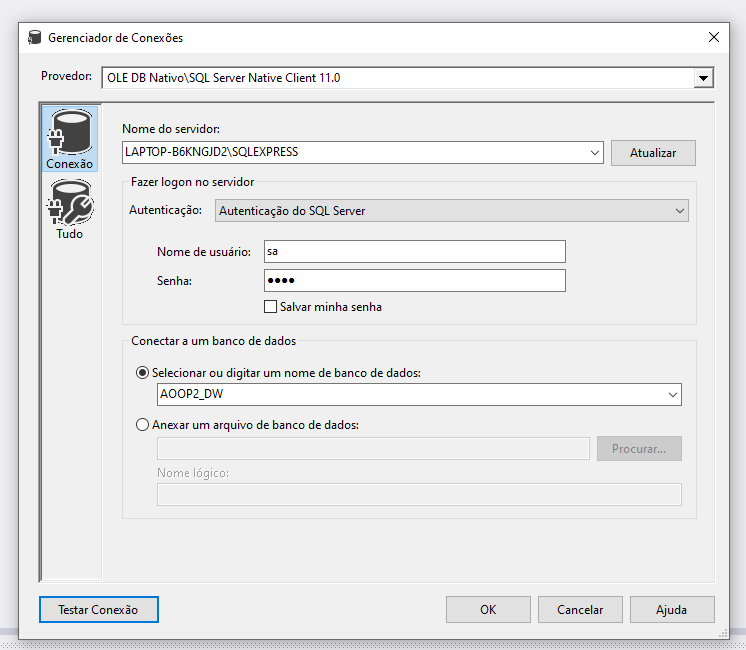 Gerenciador de Conexões
Provedor: OLE DB Nativo\SQL Server Native Client 11.0
Conexão
Tudo
Nome do servidor:
LAPTOP-B6KNGJD2\SQLEXPRESS
Atualizar
Fazer logon no servidor
Autenticação: Autenticação do SQL Server
Nome de usuário: sa
Senha: ●●●●
Salvar minha senha
Conectar a um banco de dados
Selecionar ou digitar um nome de banco de dados:
AOOP2_DW
Anexar um arquivo de banco de dados:
Procurar...
Nome lógico:
Testar Conexão
OK
Cancelar
Ajuda